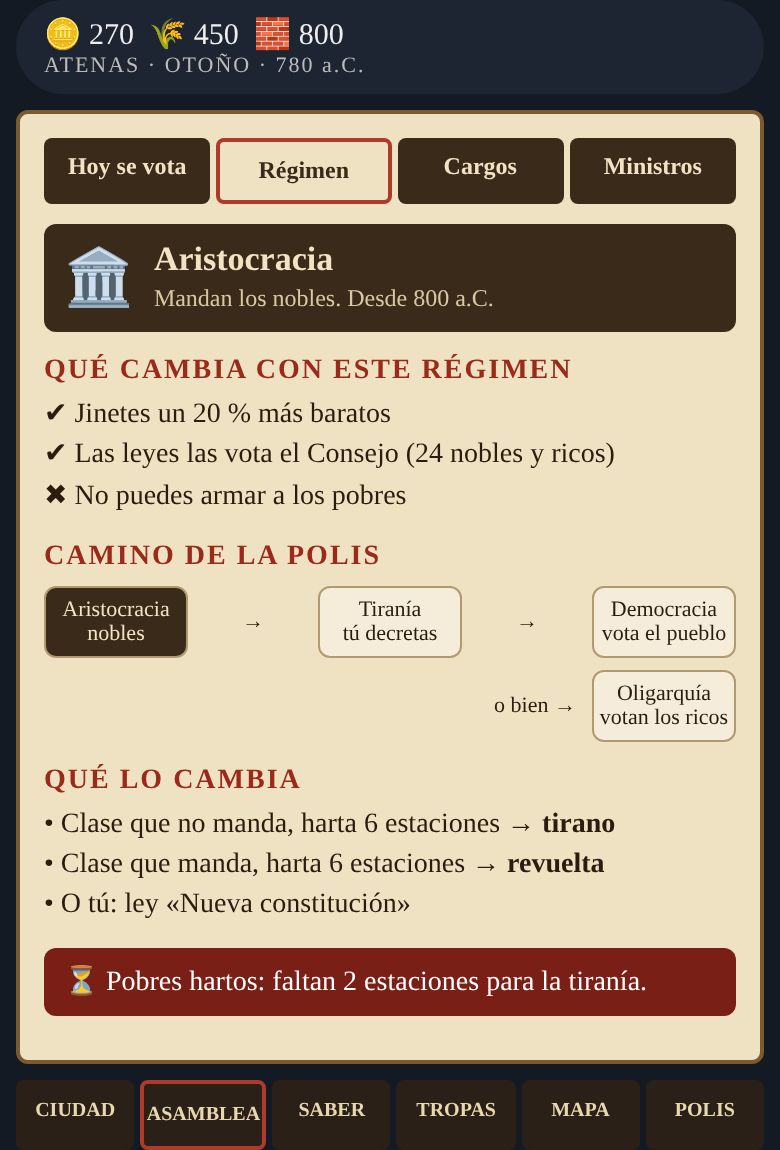 270 450 800
ATENAS · OTOÑO · 780 a.C.
Hoy se vota
Régimen
Cargos
Ministros
Aristocracia
Mandan los nobles. Desde 800 a.C.
QUÉ CAMBIA CON ESTE RÉGIMEN
✔ Jinetes un 20 % más baratos
✔ Las leyes las vota el Consejo (24 nobles y ricos)
✖ No puedes armar a los pobres
CAMINO DE LA POLIS
Aristocracia
nobles
→
Tiranía
tú decretas
→
Democracia
vota el pueblo
o bien →
Oligarquía
votan los ricos
QUÉ LO CAMBIA
• Clase que no manda, harta 6 estaciones → tirano
• Clase que manda, harta 6 estaciones → revuelta
• O tú: ley «Nueva constitución»
⏳ Pobres hartos: faltan 2 estaciones para la tiranía.
CIUDAD
ASAMBLEA
SABER
TROPAS
MAPA
POLIS